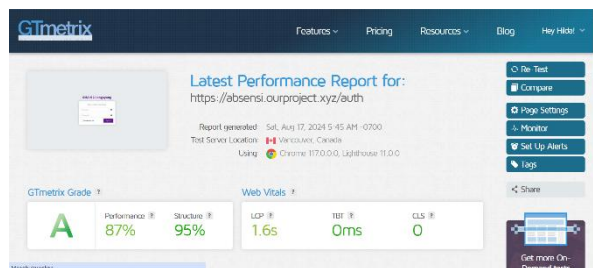 GTmetrix
Features
Pricing
Resources
Blog
Hey Hilda!
Latest Performance Report for:
https://absensi.ourproject.xyz/auth
Report generated: Sat, Aug 17, 2024 5:45 AM -0700
Test Server Location: Vancouver, Canada
Using: Chrome 117.0.0.0, Lighthouse 11.0.0
Re-Test
Compare
Page Settings
Monitor
Set Up Alerts
Tags
Share
GTmetrix Grade ?
A
Performance ?
87%
Structure ?
95%
Web Vitals ?
LCP ?
1.6s
TBT ?
0ms
CLS ?
0
Get more On-
Demand tests